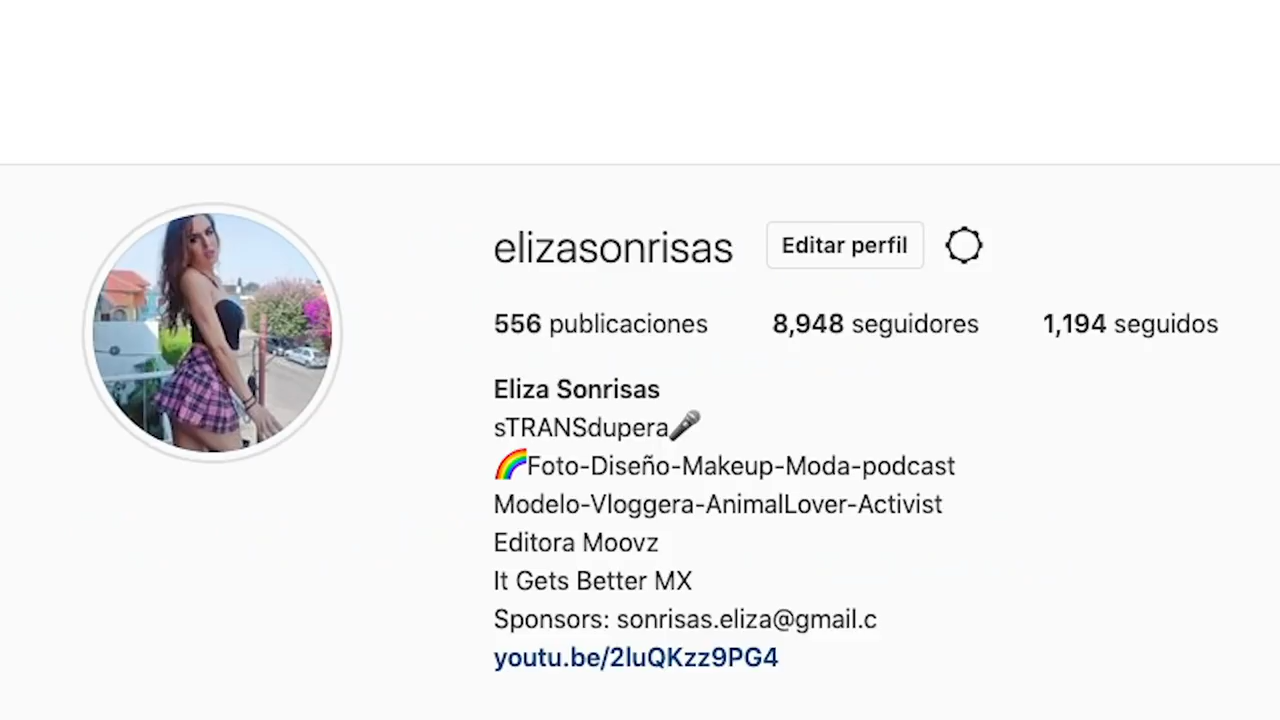 elizasonrisas Editar perfil
556 publicaciones 8,948 seguidores 1,194 seguidos
Eliza Sonrisas
sTRANSdupera🎤
🌈Foto-Diseño-Makeup-Moda-podcast
Modelo-Vloggera-AnimalLover-Activist
Editora Moovz
It Gets Better MX
Sponsors: sonrisas.eliza@gmail.c
youtu.be/2luQKzz9PG4